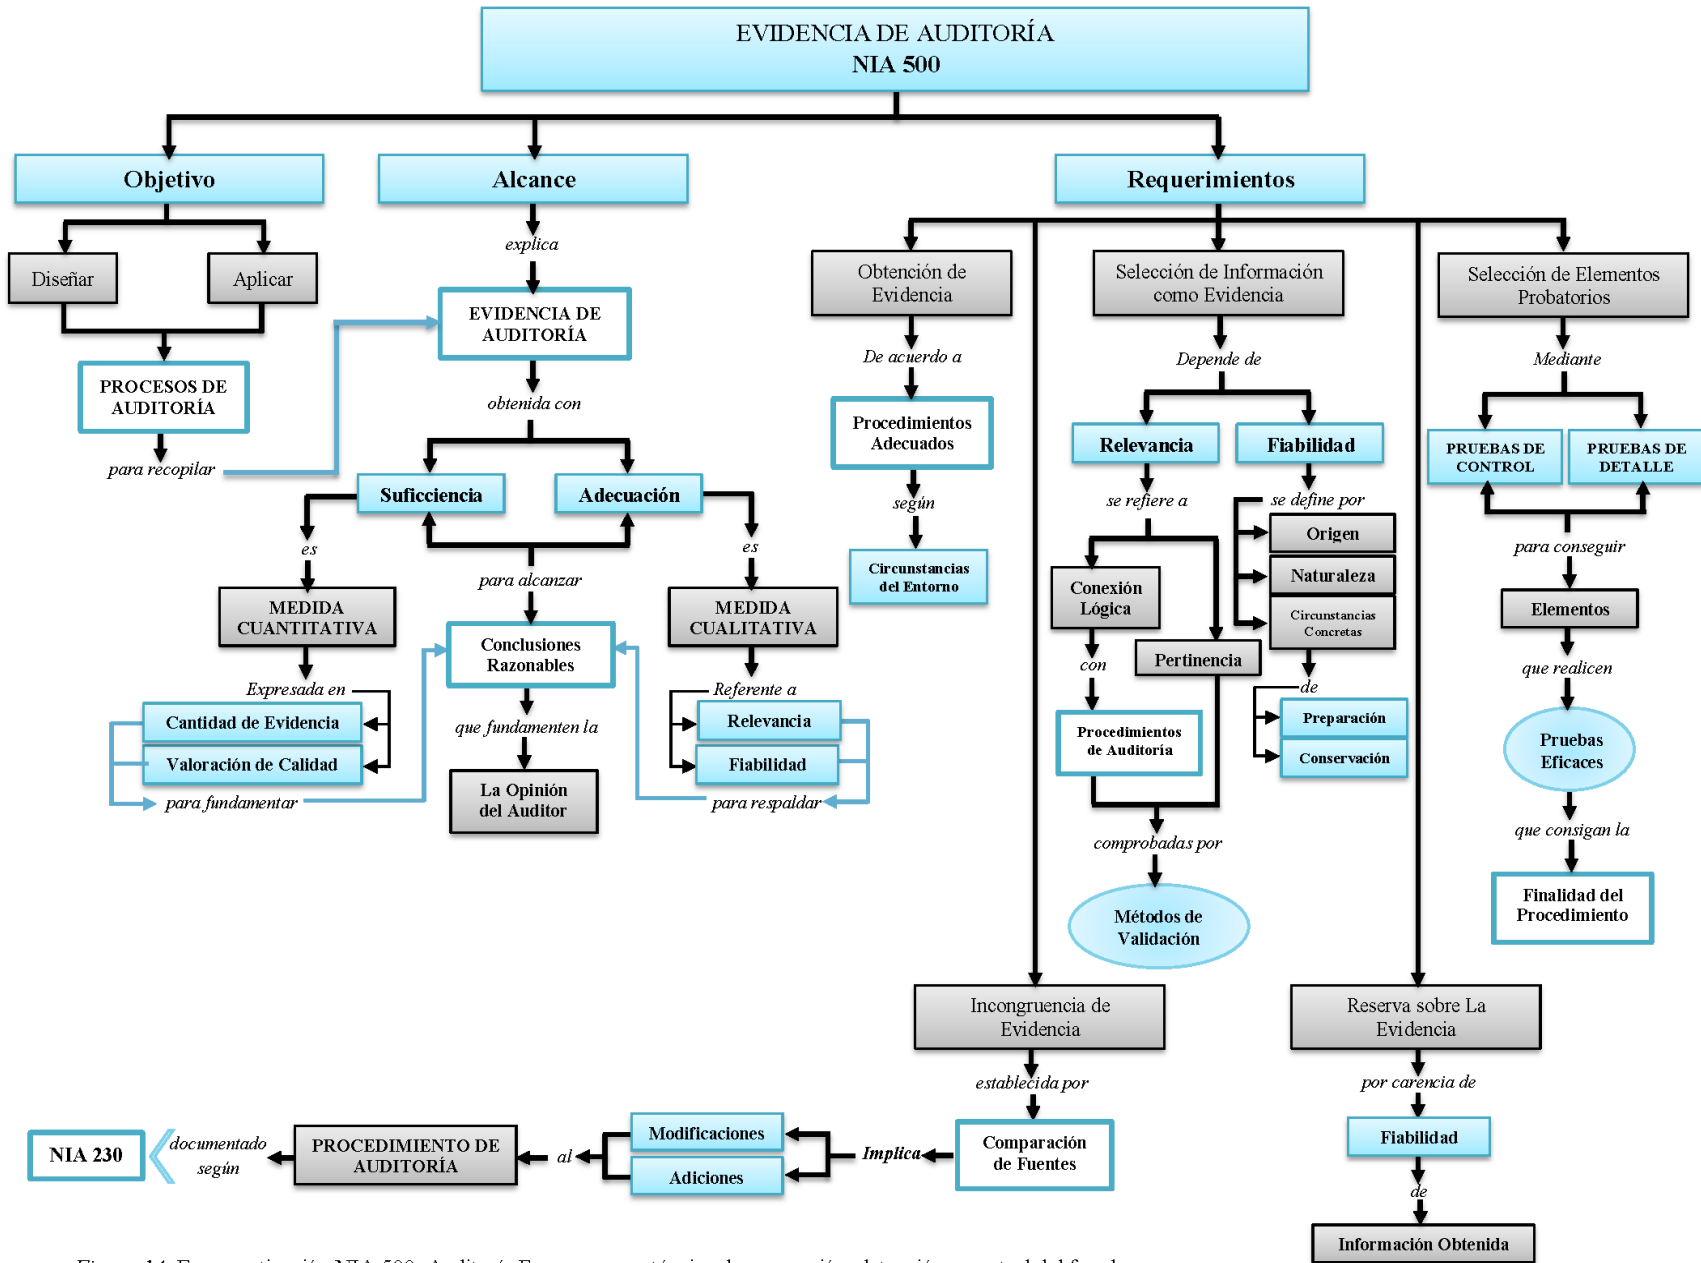 EVIDENCIA DE AUDITORÍA
NIA 500
Objetivo
Alcance
Requerimientos
Diseñar
Aplicar
PROCESOS DE
AUDITORÍA
para recopilar
explica
EVIDENCIA DE
AUDITORÍA
obtenida con
Suficciencia
Adecuación
es
es
para alcanzar
MEDIDA
CUANTITATIVA
MEDIDA
CUALITATIVA
Conclusiones
Razonables
Expresada en
Cantidad de Evidencia
Valoración de Calidad
para fundamentar
Referente a
Relevancia
Fiabilidad
para respaldar
que fundamenten la
La Opinión
del Auditor
Obtención de
Evidencia
De acuerdo a
Procedimientos
Adecuados
según
Circunstancias
del Entorno
Selección de Información
como Evidencia
Depende de
Relevancia
Fiabilidad
se refiere a
Conexión
Lógica
Pertinencia
con
Procedimientos
de Auditoría
comprobadas por
Métodos de
Validación
se define por
Origen
Naturaleza
Circunstancias
Concretas
de
Preparación
Conservación
Selección de Elementos
Probatorios
Mediante
PRUEBAS DE
CONTROL
PRUEBAS DE
DETALLE
para conseguir
Elementos
que realicen
Pruebas
Eficaces
que consigan la
Finalidad del
Procedimiento
Incongruencia de
Evidencia
establecida por
Comparación
de Fuentes
Implica
Modificaciones
Adiciones
al
PROCEDIMIENTO DE
AUDITORÍA
documentado
según
NIA 230
Reserva sobre La
Evidencia
por carencia de
Fiabilidad
de
Información Obtenida